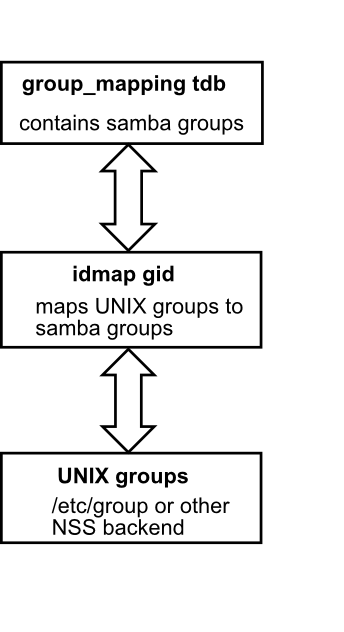 group_mapping tdb
contains samba groups
idmap gid
maps UNIX groups to
samba groups
UNIX groups
/etc/group or other
NSS backend